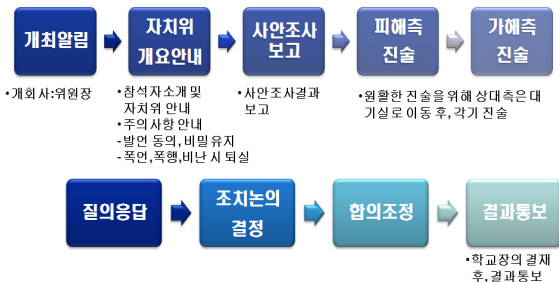 개최알림
자치위
개요안내
사안조사
보고
피해측
진술
가해측
진술
•개회사:위원장
•참석자소개 및
자치위 안내
•주의사항 안내
- 발언 동의, 비밀 유지
- 폭언,폭행,비난 시 퇴실
•사안조사결과
보고
•원활한 진술을 위해 상대측은 대
기실로 이동 후, 각기 진술
질의응답
조치논의
결정
합의조정
결과통보
•학교장의 결재
후, 결과통보